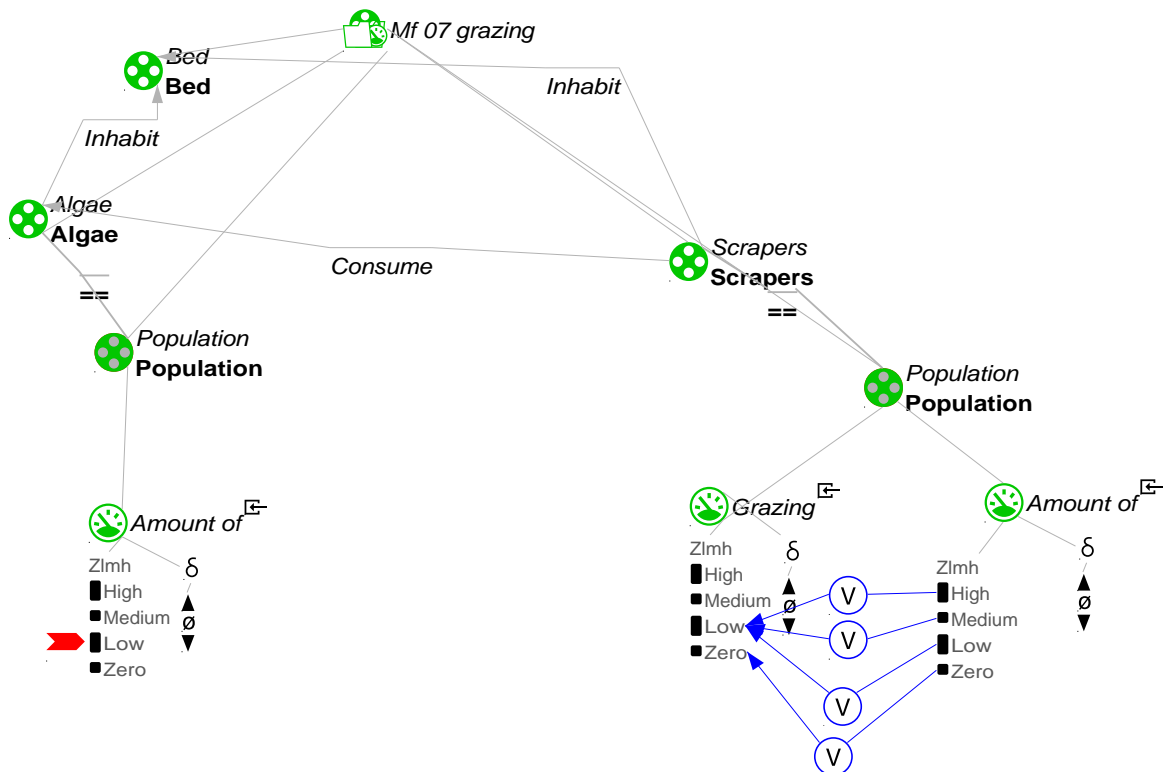 Mf 07 grazing
Bed
Bed
Inhabit
Inhabit
Algae
Algae
Consume
Scrapers
Scrapers
==
==
Population
Population
Population
Population
Amount of
Grazing
Amount of
Zlmh
δ
High
Medium
ø
Low
Zero
Zlmh
δ
High
Medium
ø
Low
Zero
Zlmh
δ
High
Medium
ø
Low
Zero
V
V
V
V